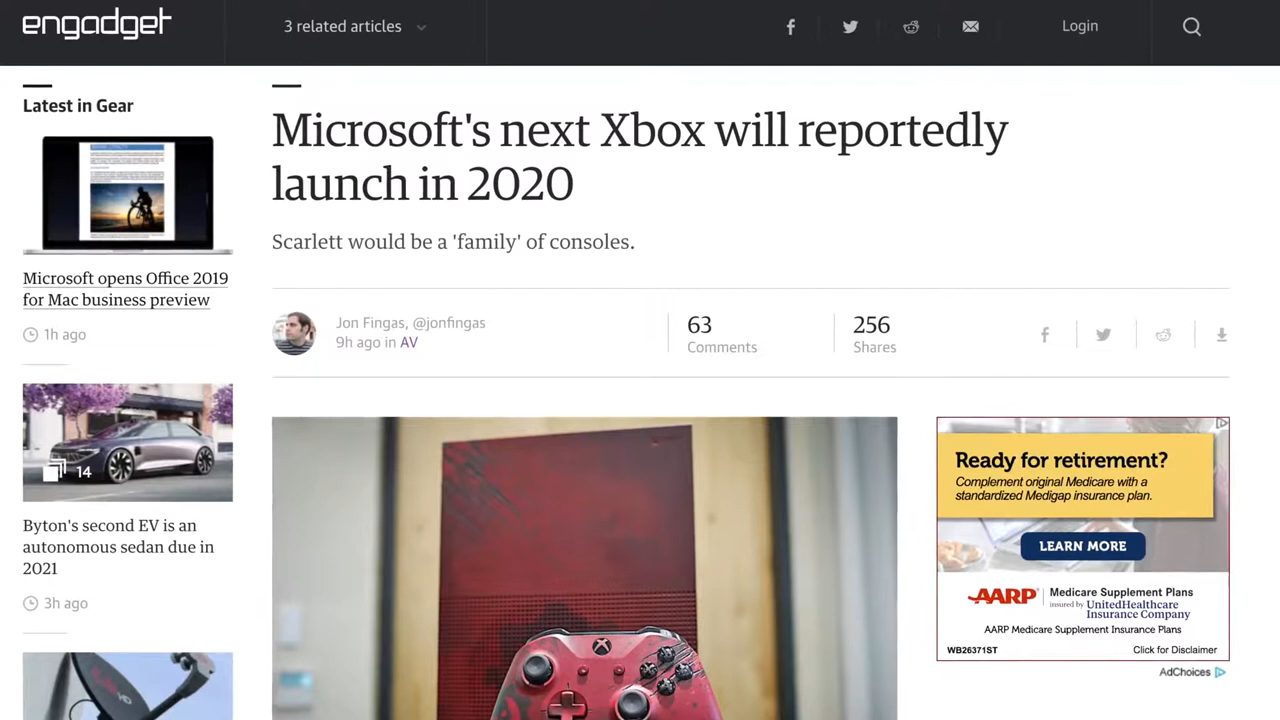 engadget
3 related articles
Login
Latest in Gear
Microsoft opens Office 2019
for Mac business preview
1h ago
14
Byton's second EV is an
autonomous sedan due in
2021
3h ago
HD
Microsoft's next Xbox will reportedly
launch in 2020
Scarlett would be a 'family' of consoles.
Jon Fingas, @jonfingas
9h ago in AV
63
Comments
256
Shares
Ready for retirement?
Complement original Medicare with a
standardized Medigap insurance plan.
LEARN MORE
AARP
Medicare Supplement Plans
insured by UnitedHealthcare
Insurance Company
AARP Medicare Supplement Insurance Plans
WB26371ST
Click for Disclaimer
AdChoices